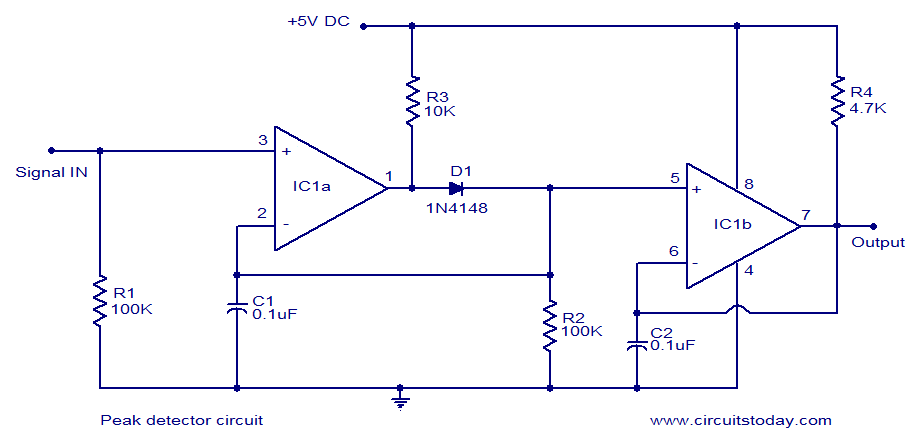 +5V DC
R3
10K
R4
4.7K
Signal IN
3
+
IC1a
1
2
-
D1
1N4148
5
+
8
IC1b
7
6
-
4
Output
R1
100K
C1
0.1uF
R2
100K
C2
0.1uF
Peak detector circuit
www.circuitstoday.com